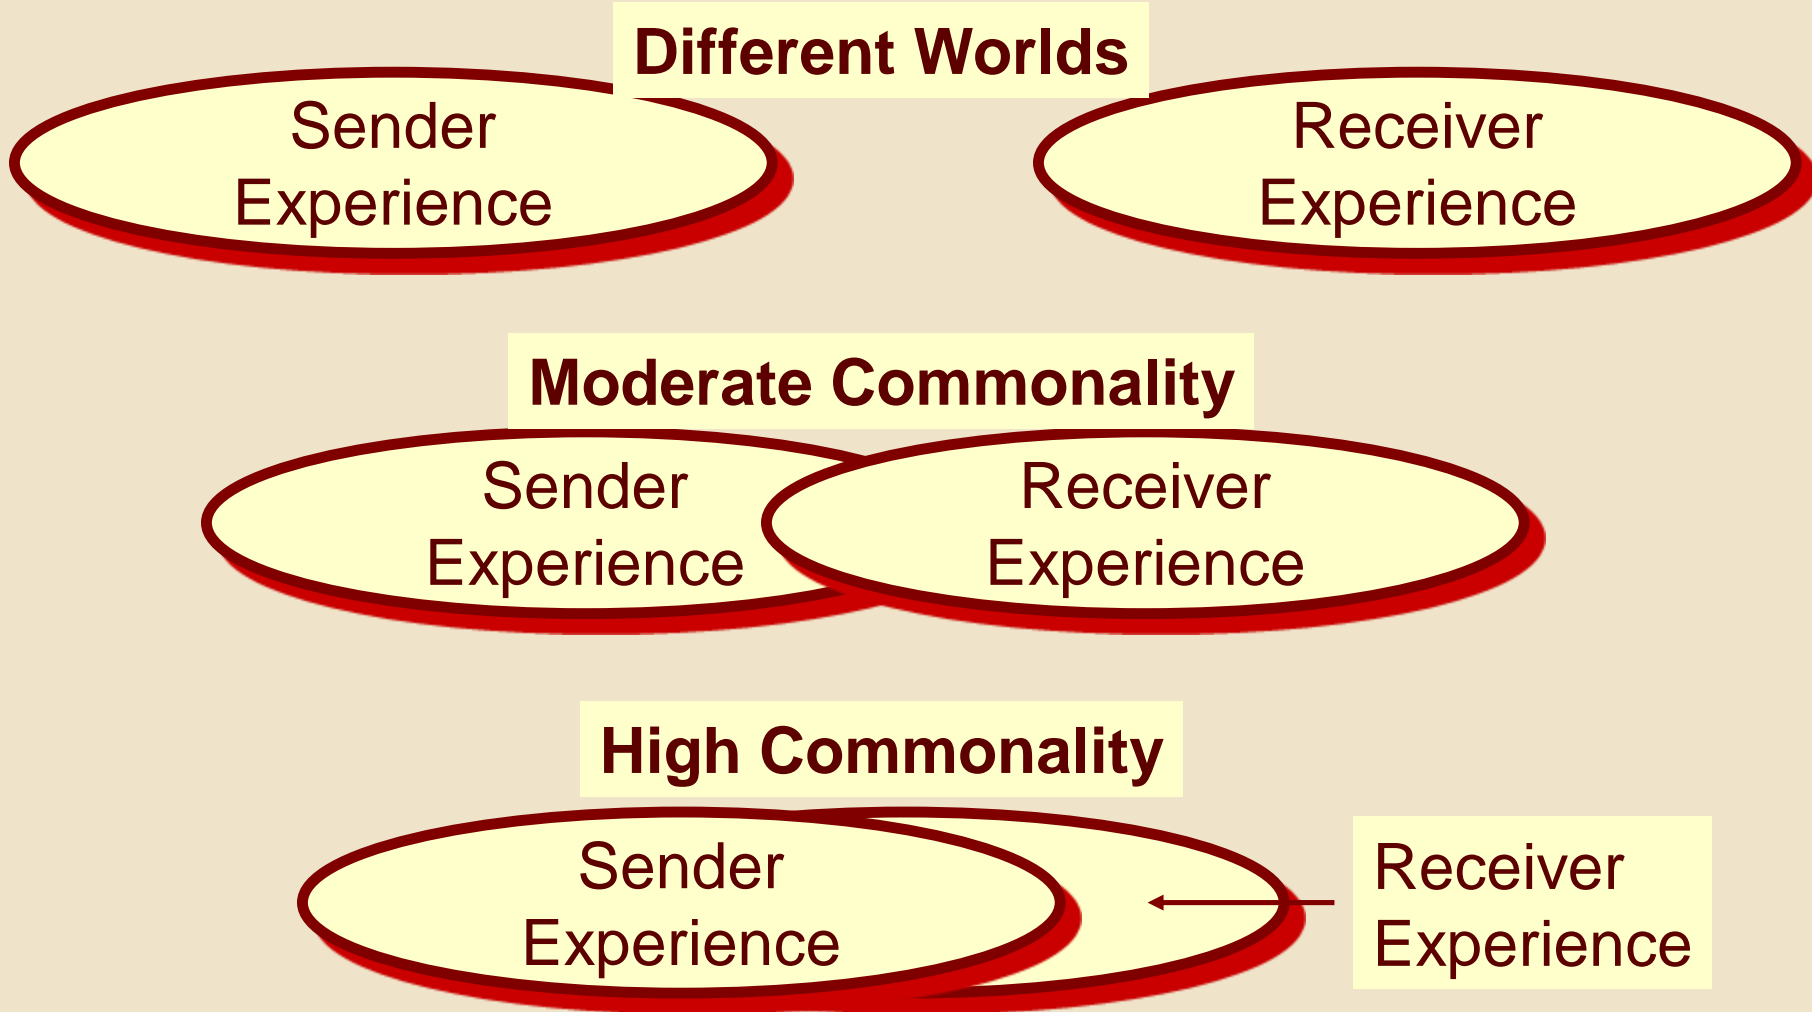 Different Worlds
Sender
Experience
Receiver
Experience
Moderate Commonality
Sender
Experience
Receiver
Experience
High Commonality
Sender
Experience
Receiver
Experience